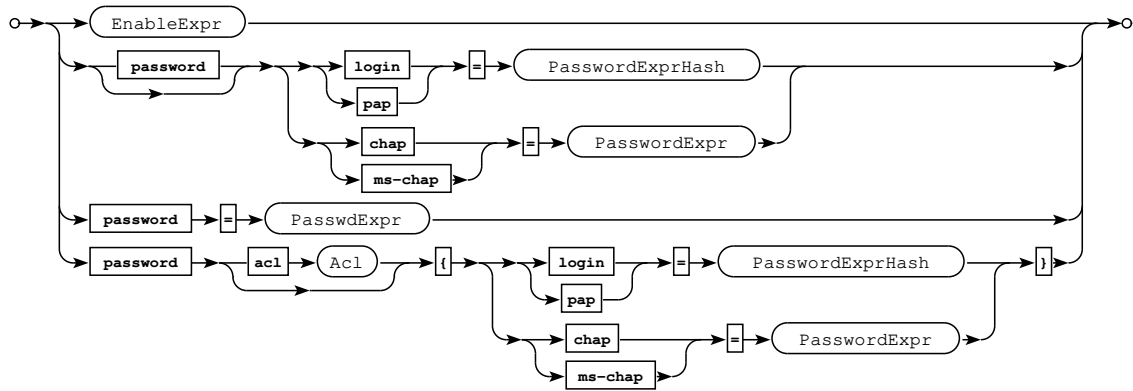 EnableExpr
password login = PasswordExprHash
pap
chap = PasswordExpr
ms-chap
password = PasswdExpr
password acl Acl { login = PasswordExprHash }
pap
chap = PasswordExpr
ms-chap